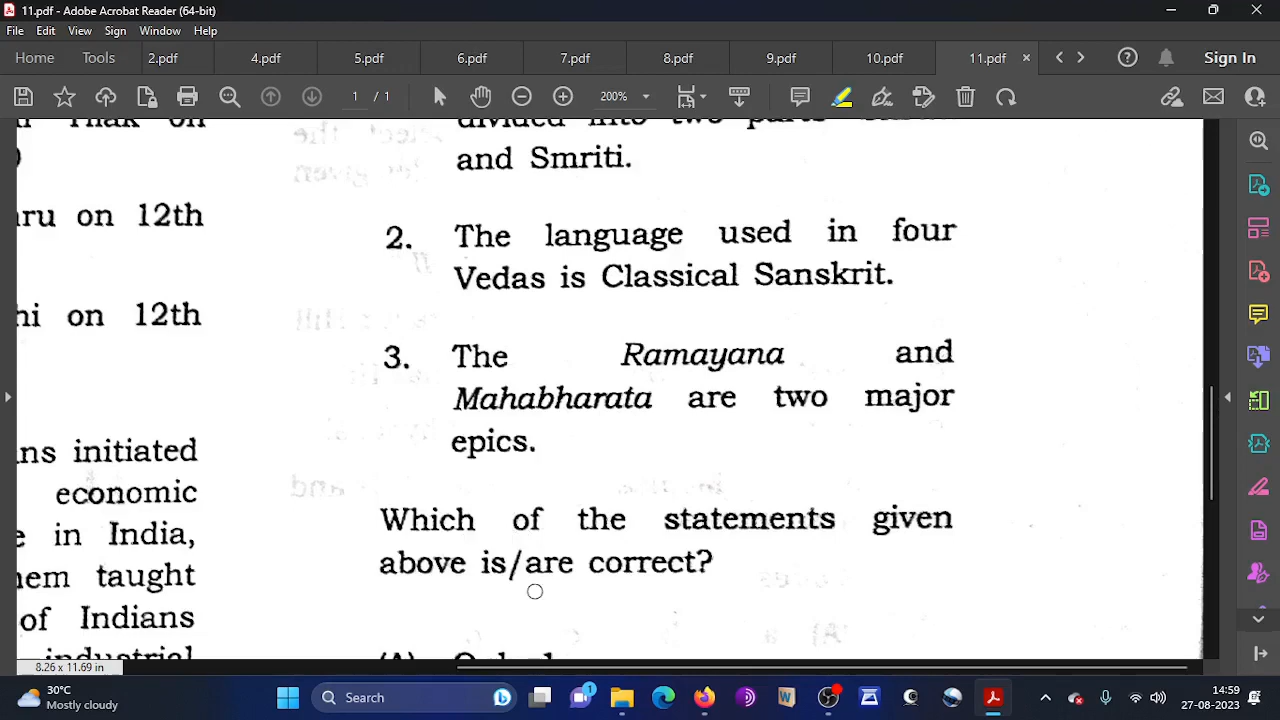 11.pdf - Adobe Acrobat Reader (64-bit)
File Edit View Sign Window Help
Home Tools 2.pdf 4.pdf 5.pdf 6.pdf 7.pdf 8.pdf 9.pdf 10.pdf 11.pdf × Sign In
1 / 1 200%
on
and Smriti.
ru on 12th
2. The language used in four
Vedas is Classical Sanskrit.
hi on 12th
3. The Ramayana and
Mahabharata are two major
epics.
ns initiated
economic
e in India,
Which of the statements given
above is/are correct?
em taught
of Indians
8.26 x 11.69 in
30°C
Mostly cloudy
Search
1
14:59
27-08-2023